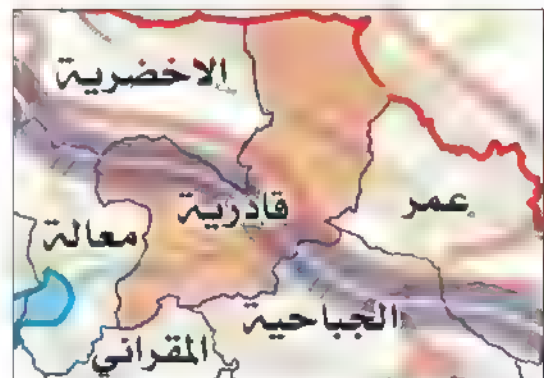 الاخضرية
قادرية
عمر
معالة
الجباحية
المقراني